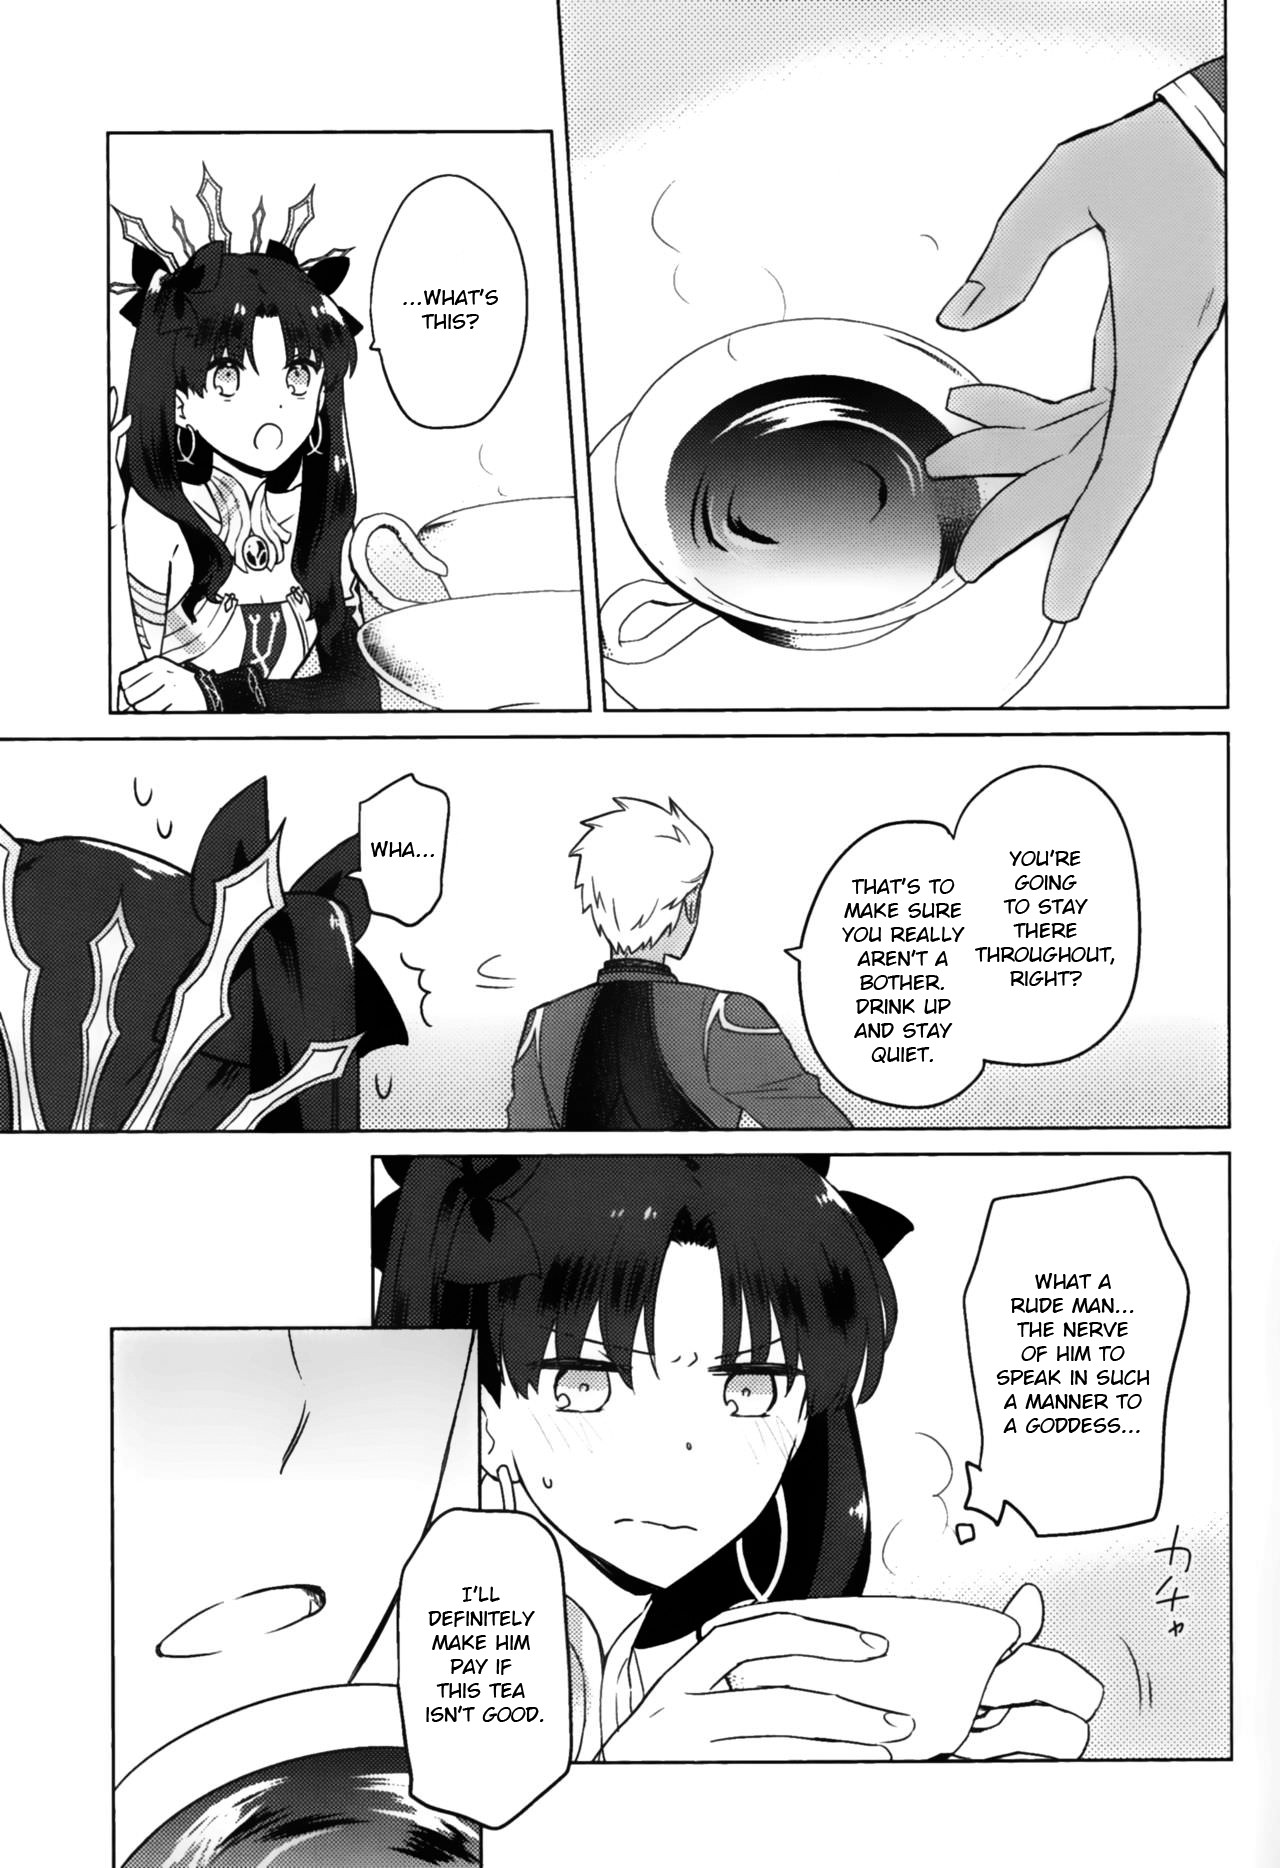 ...WHAT'S
THIS?
YOU'RE
GOING
TO STAY
THERE
THROUGHOUT,
RIGHT?
THAT'S TO
MAKE SURE
YOU REALLY
AREN'T A
BOTHER.
DRINK UP
AND STAY
QUIET.
WHA...
WHAT A
RUDE MAN...
THE NERVE
OF HIM TO
SPEAK IN SUCH
A MANNER TO
A GODDESS...
カチャ
I'LL
DEFINITELY
MAKE HIM
PAY IF
THIS TEA
ISN'T GOOD.